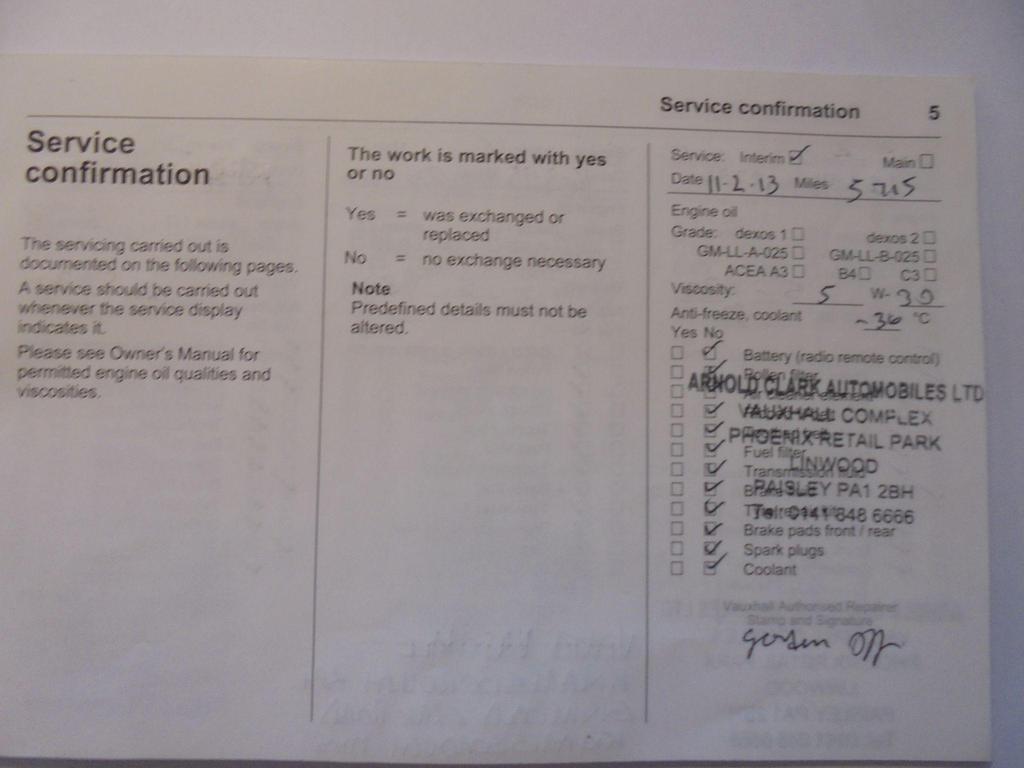 Service confirmation 5
Service
confirmation
The servicing carried out is
documented on the following pages.
A service should be carried out
whenever the service display
indicates it.
Please see Owner's Manual for
permitted engine oil qualities and
viscosities.
The work is marked with yes
or no
Yes = was exchanged or
replaced
No = no exchange necessary
Note
Predefined details must not be
altered.
Service: Interim Main
Date 11-2-13 Miles
Engine oil
Grade: dexos 1 dexos 2
GM-LL-A-025 GM-LL-B-025
ACEA A3 B4 C3
Viscosity: 5 W- 30
Anti-freeze, coolant -36 °C
Yes No
Battery (radio remote control)
Pollen filter
ARNOLD CLARK AUTOMOBILES LTD
VAUXHALL COMPLEX
PHOENIX RETAIL PARK
Fuel filter
LINWOOD
Transmission
PAISLEY PA1 2BH
Tel: 0141 848 6666
Brake pads front / rear
Spark plugs
Coolant
Vauxhall Authorised Repairer
Stamp and Signature